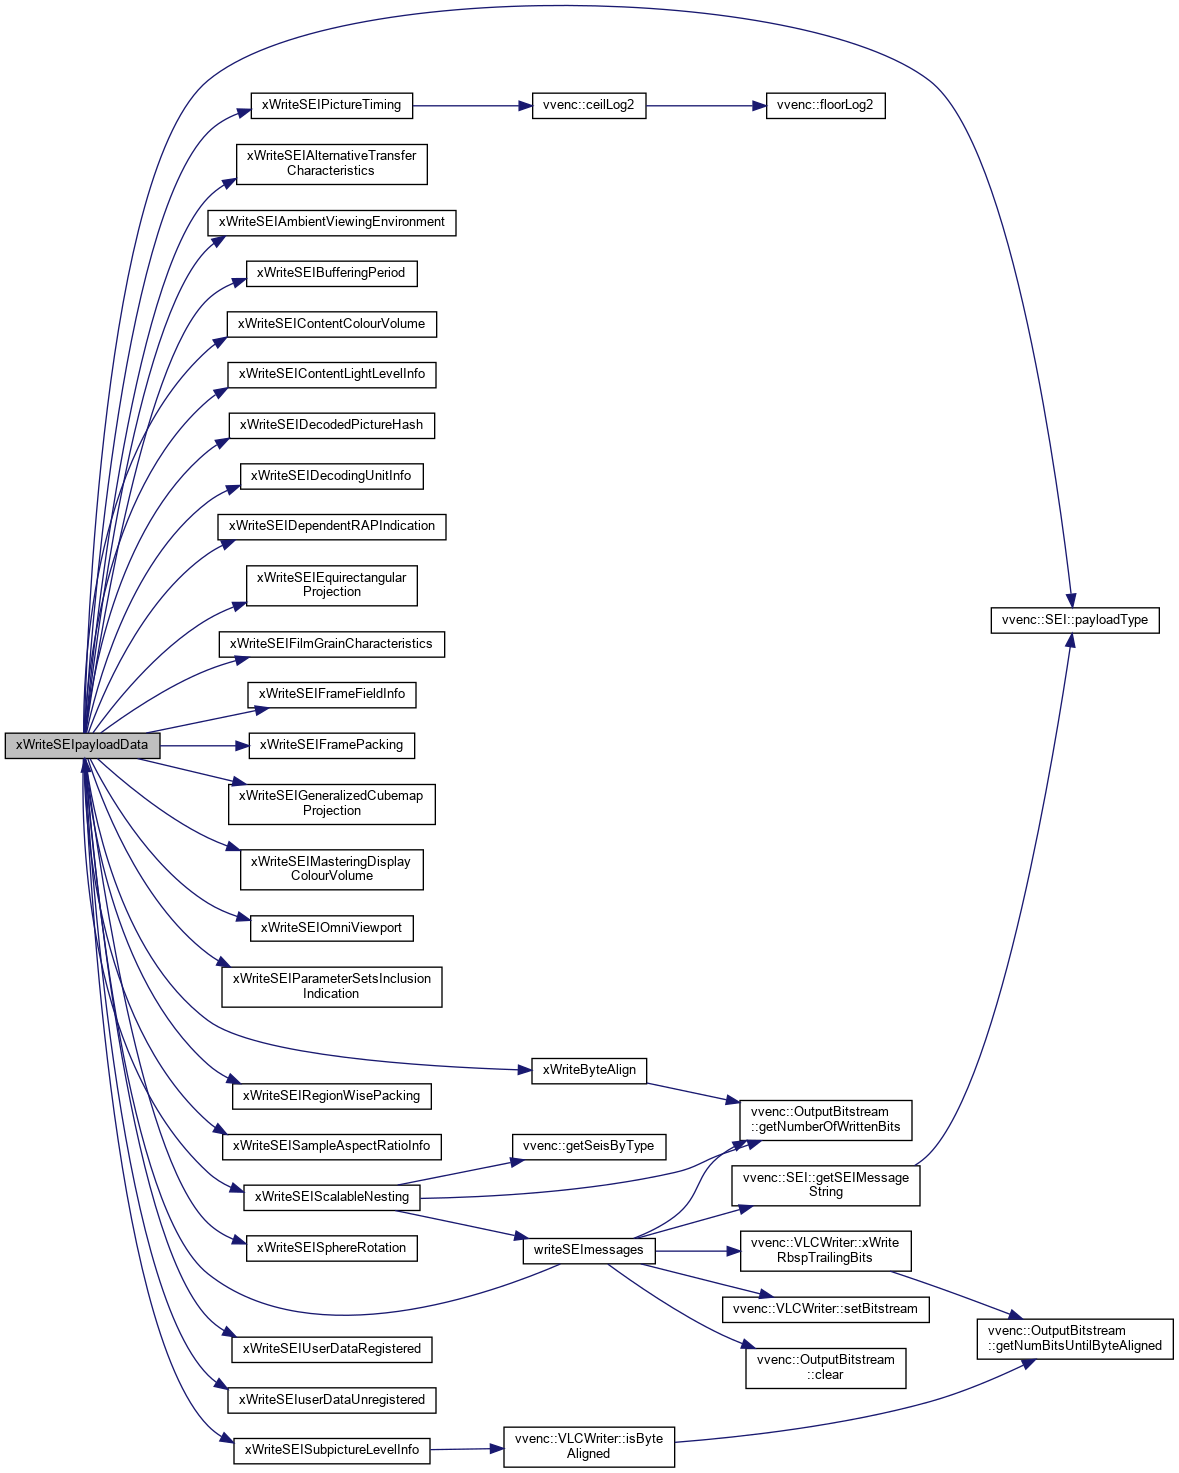 xWriteSEIPictureTiming
vvenc::ceilLog2
vvenc::floorLog2
xWriteSEIAlternativeTransfer
Characteristics
xWriteSEIAmbientViewingEnvironment
xWriteSEIBufferingPeriod
xWriteSEIContentColourVolume
xWriteSEIContentLightLevelInfo
xWriteSEIDecodedPictureHash
xWriteSEIDecodingUnitInfo
xWriteSEIDependentRAPIndication
xWriteSEIEquirectangular
Projection
vvenc::SEI::payloadType
xWriteSEIFilmGrainCharacteristics
xWriteSEIFrameFieldInfo
xWriteSEIpayloadData
xWriteSEIFramePacking
xWriteSEIGeneralizedCubemap
Projection
xWriteSEIMasteringDisplay
ColourVolume
xWriteSEIOmniViewport
xWriteSEIParameterSetsInclusion
Indication
xWriteByteAlign
xWriteSEIRegionWisePacking
vvenc::OutputBitstream
::getNumberOfWrittenBits
xWriteSEISampleAspectRatioInfo
vvenc::getSeisByType
vvenc::SEI::getSEIMessage
String
xWriteSEIScalableNesting
xWriteSEISphereRotation
writeSEImessages
vvenc::VLCWriter::xWrite
RbspTrailingBits
vvenc::VLCWriter::setBitstream
vvenc::OutputBitstream
::getNumBitsUntilByteAligned
xWriteSEIUserDataRegistered
vvenc::OutputBitstream
::clear
xWriteSEIuserDataUnregistered
xWriteSEISubpictureLevelInfo
vvenc::VLCWriter::isByte
Aligned